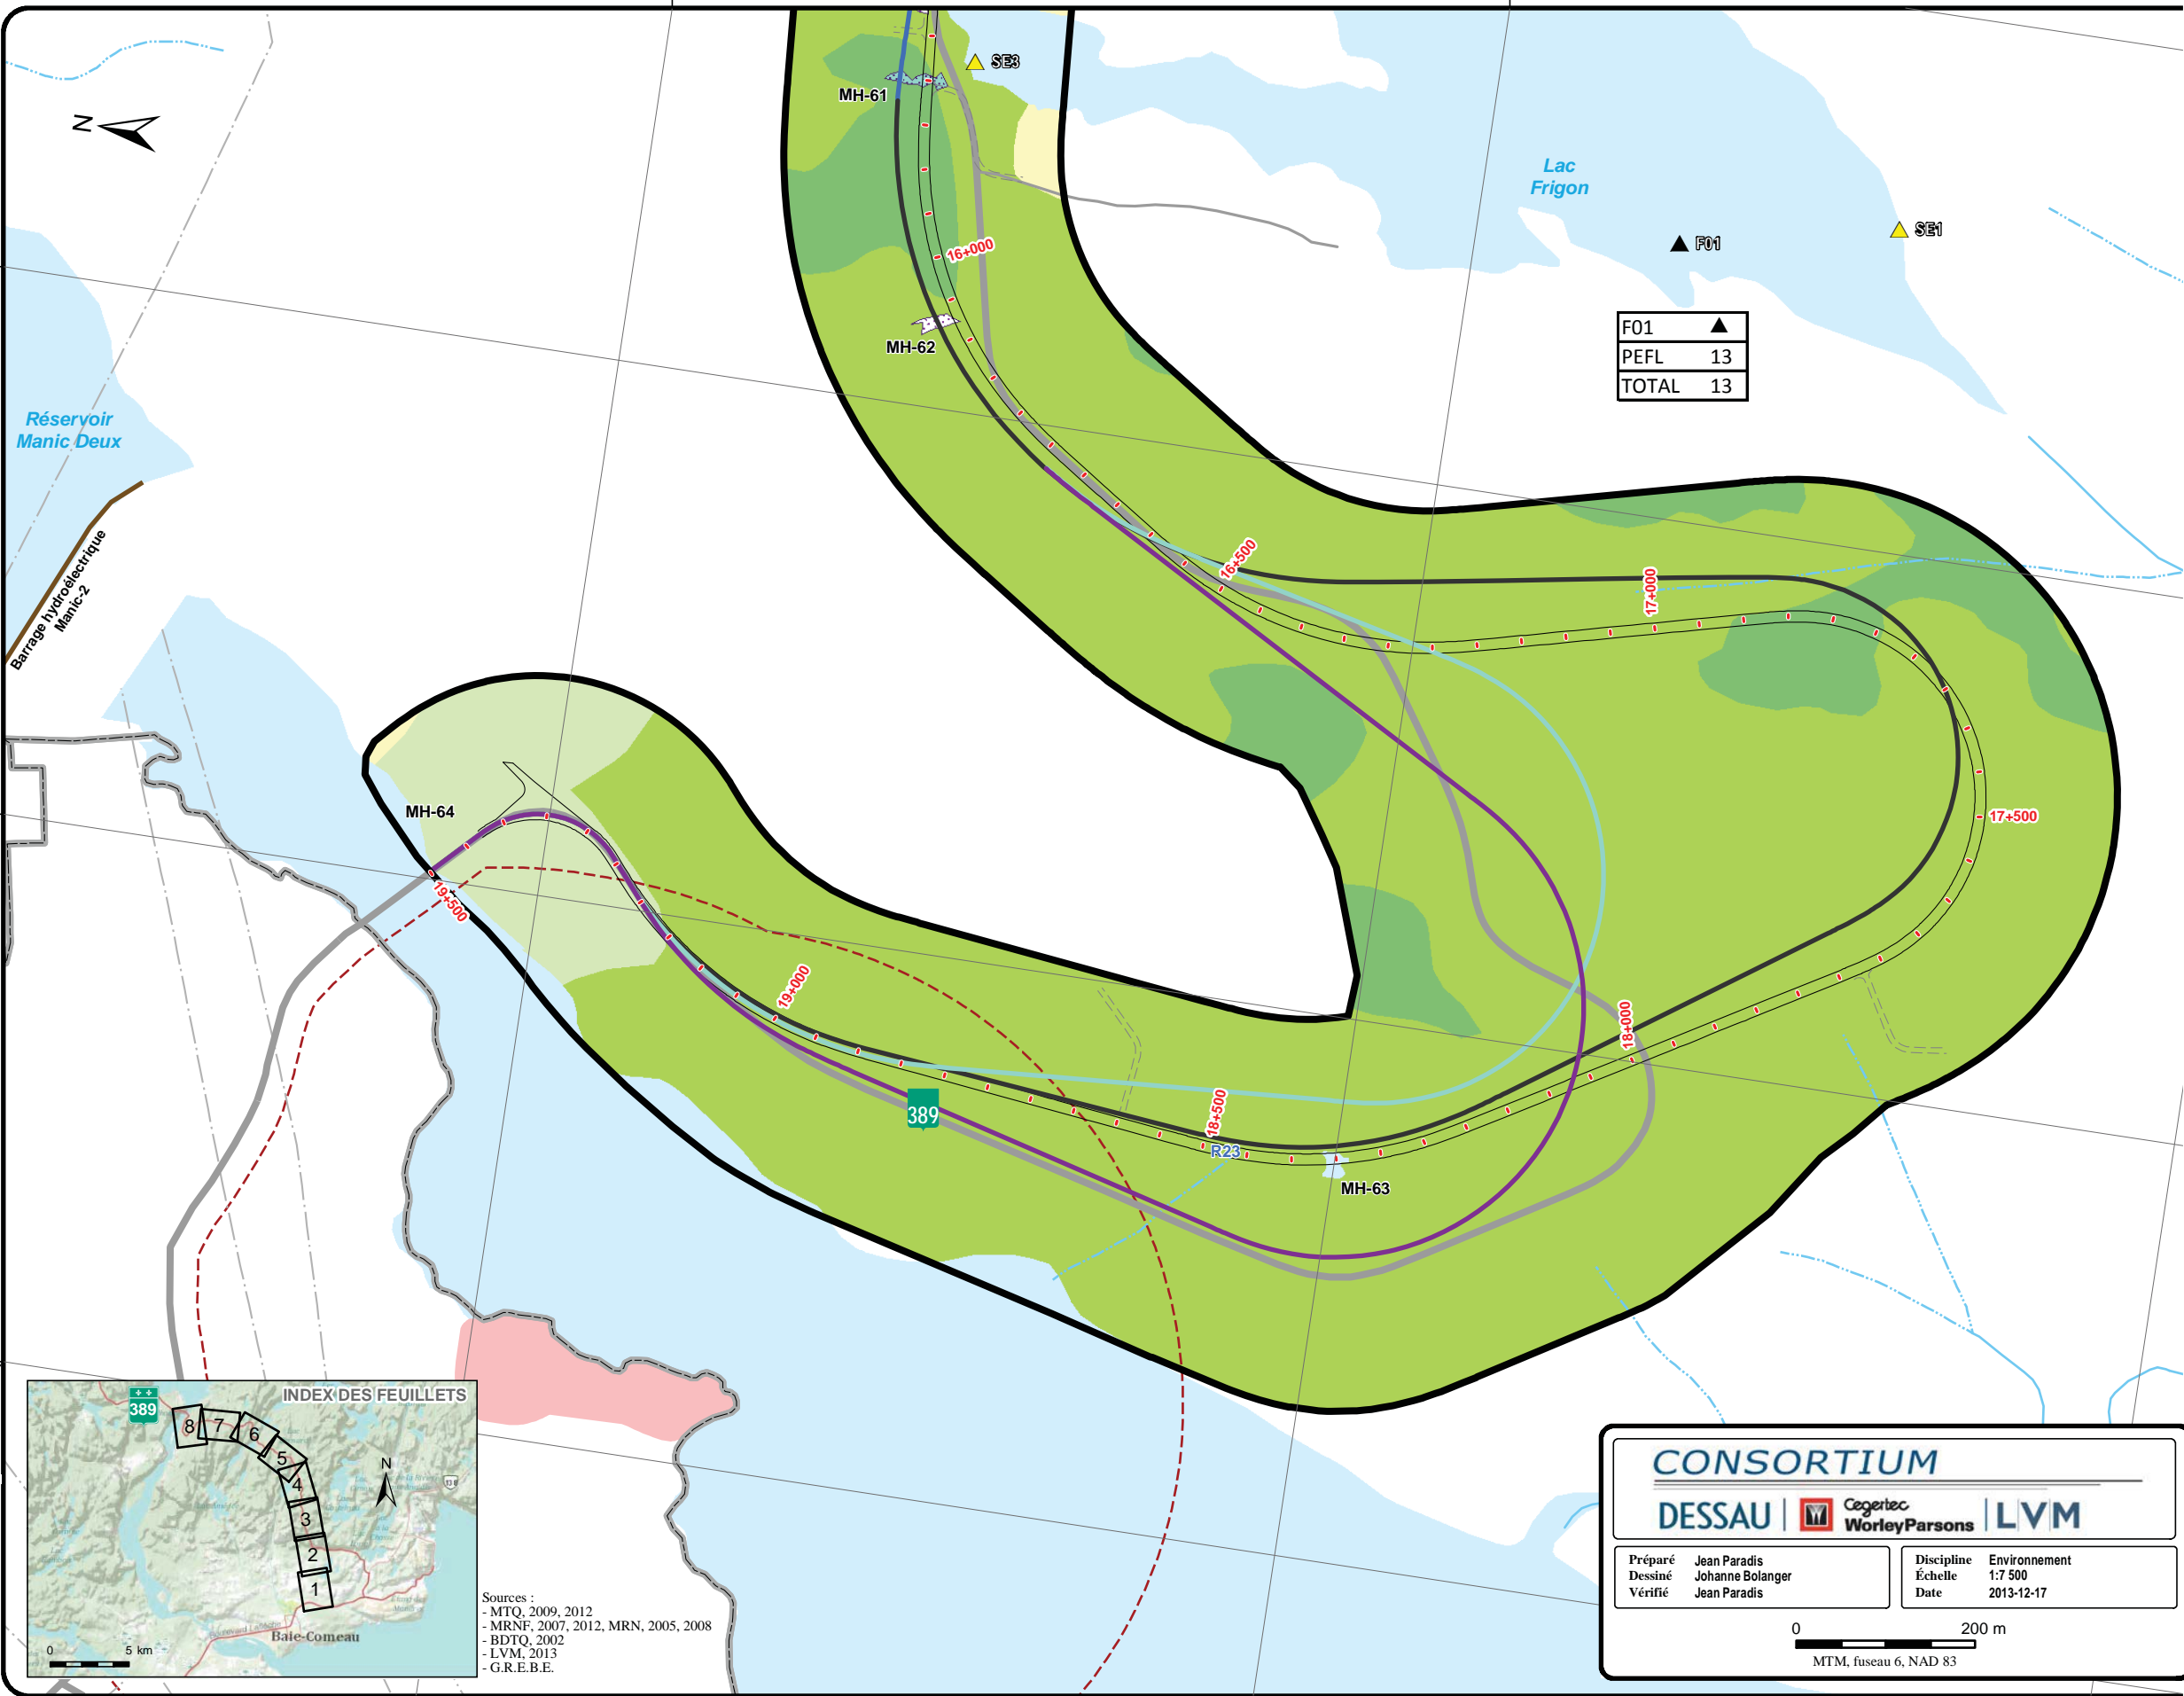 SE3
MH-61
N
Lac
Frigon
SE1
F01
16+000
F01
PEFL 13
TOTAL 13
MH-62
Réservoir
Manic Deux
Barrage hydroélectrique
Manic-2
16+500
17+000
17+500
MH-64
19+500
19+000
18+000
389
18+500
R23
MH-63
INDEX DES FEUILLETS
389
8
7
6
5
4
3
2
1
N
Baie-Comeau
0 5 km
Sources :
- MTQ, 2009, 2012
- MRNF, 2007, 2012, MRN, 2005, 2008
- BDTQ, 2002
- LVM, 2013
- G.R.E.B.E.
CONSORTIUM
DESSAU
Cegertec
WorleyParsons
LVM
Préparé Jean Paradis
Dessiné Johanne Bolanger
Vérifié Jean Paradis
Discipline Environnement
Échelle 1:7 500
Date 2013-12-17
0 200 m
MTM, fuseau 6, NAD 83